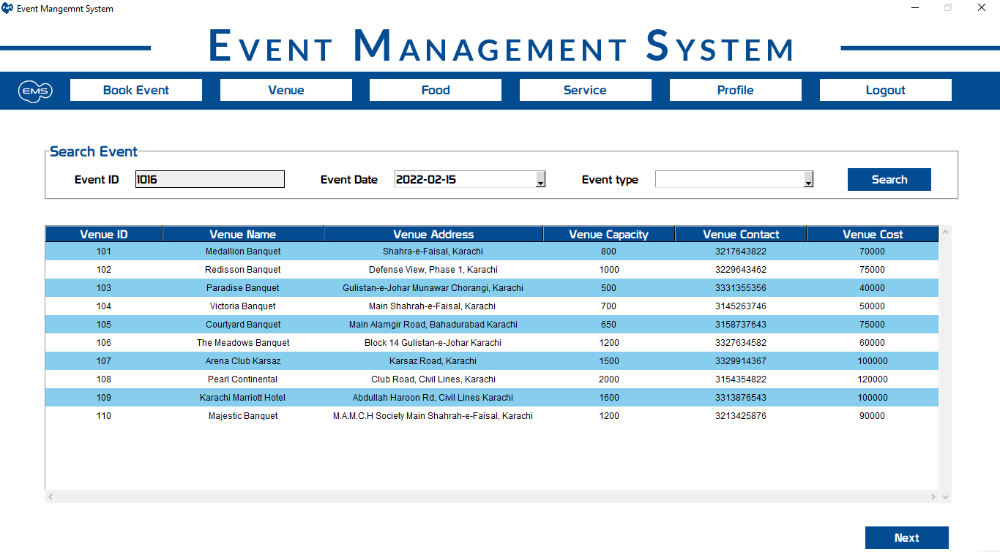 Event Mangemnt System
EVENT MANAGEMENT SYSTEM
EMS Book Event Venue Food Service Profile Logout
Search Event
Event ID 1016 Event Date 2022-02-15 Event type Search
Venue ID Venue Name Venue Address Venue Capacity Venue Contact Venue Cost
101 Medallion Banquet Shahra-e-Faisal, Karachi 800 3217643822 70000
102 Redisson Banquet Defense View, Phase 1, Karachi 1000 3229643462 75000
103 Paradise Banquet Gulistan-e-Johar Munawar Chorangi, Karachi 500 3331355356 40000
104 Victoria Banquet Main Shahrah-e-Faisal, Karachi 700 3145263746 50000
105 Courtyard Banquet Main Alamgir Road, Bahadurabad Karachi 650 3158737643 75000
106 The Meadows Banquet Block 14 Gulistan-e-Johar Karachi 1200 3327634582 60000
107 Arena Club Karsaz Karsaz Road, Karachi 1500 3329914367 100000
108 Pearl Continental Club Road, Civil Lines, Karachi 2000 3154354822 120000
109 Karachi Marriott Hotel Abdullah Haroon Rd, Civil Lines Karachi 1600 3313876543 100000
110 Majestic Banquet M.A.M.C.H Society Main Shahrah-e-Faisal, Karachi 1200 3213425876 90000
Next